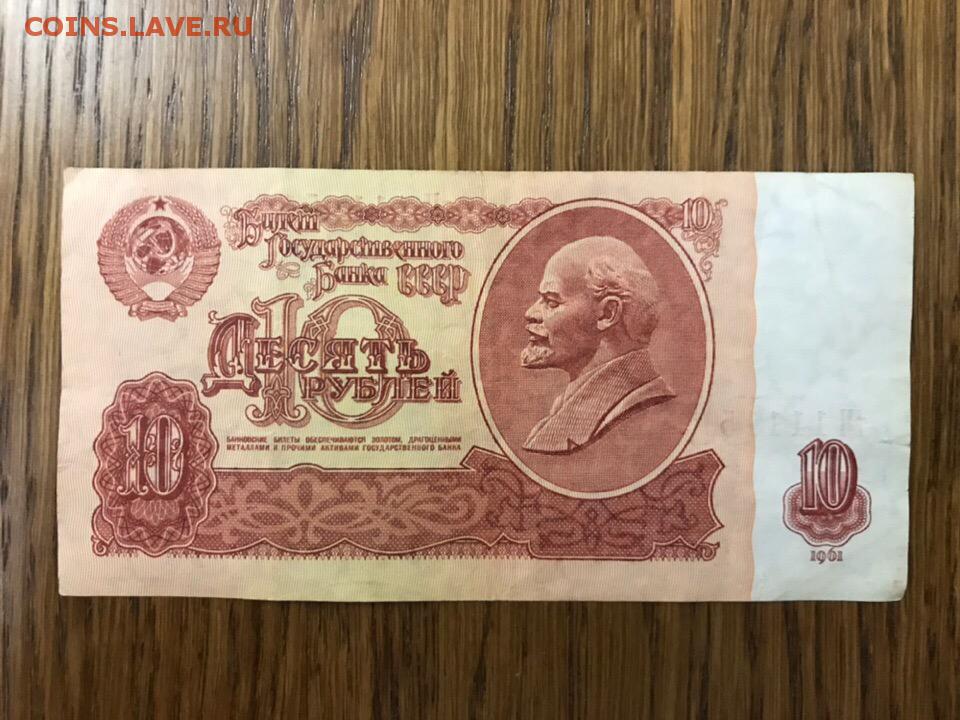 COINS.LAVE.RU
Билет
Государственного
Банка СССР
10
10
Десять
рублей
БАНКОВСКИЕ БИЛЕТЫ ОБЕСПЕЧИВАЮТСЯ ЗОЛОТОМ, ДРАГОЦЕННЫМИ
МЕТАЛЛАМИ И ПРОЧИМИ АКТИВАМИ ГОСУДАРСТВЕННОГО БАНКА
10
10
1961